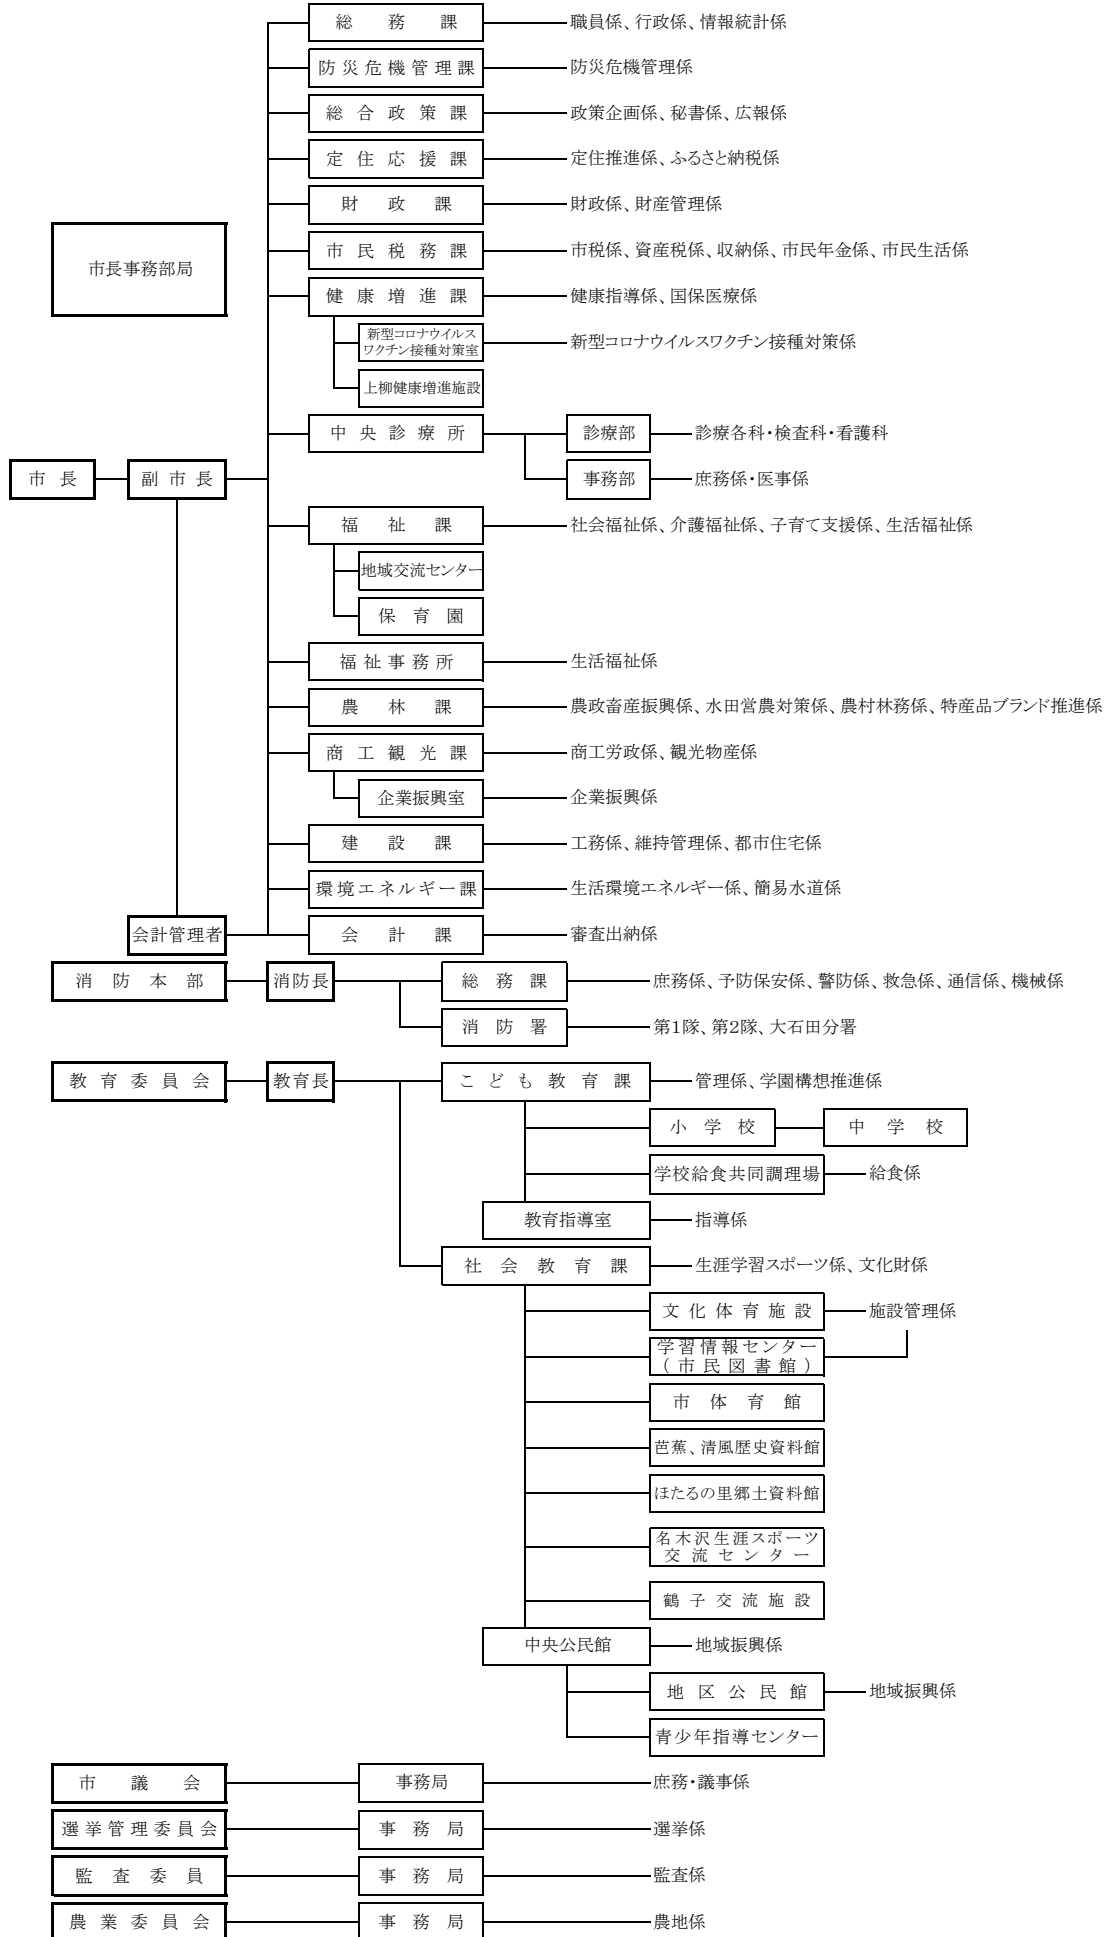 総務課 職員係、行政係、情報統計係
防災危機管理課 防災危機管理係
総合政策課 政策企画係、秘書係、広報係
定住応援課 定住推進係、ふるさと納税係
財政課 財政係、財産管理係
市民税務課 市税係、資産税係、収納係、市民年金係、市民生活係
市長事務部局
健康増進課 健康指導係、国保医療係
新型コロナウイルス
ワクチン接種対策室 新型コロナウイルスワクチン接種対策係
上柳健康増進施設
中央診療所 診療部 診療各科・検査科・看護科
事務部 庶務係・医事係
市長 副市長
福祉課 社会福祉係、介護福祉係、子育て支援係、生活福祉係
地域交流センター
保育園
福祉事務所 生活福祉係
農林課 農政畜産振興係、水田営農対策係、農村林務係、特産品ブランド推進係
商工観光課 商工労政係、観光物産係
企業振興室 企業振興係
建設課 工務係、維持管理係、都市住宅係
環境エネルギー課 生活環境エネルギー係、簡易水道係
会計管理者 会計課 審査出納係
消防本部 消防長 総務課 庶務係、予防保安係、警防係、救急係、通信係、機械係
消防署 第1隊、第2隊、大石田分署
教育委員会 教育長 こども教育課 管理係、学園構想推進係
小学校 中学校
学校給食共同調理場 給食係
教育指導室 指導係
社会教育課 生涯学習スポーツ係、文化財係
文化体育施設 施設管理係
学習情報センター
(市民図書館)
市体育館
芭蕉、清風歴史資料館
ほたるの里郷土資料館
名木沢生涯スポーツ
交流センター
鶴子交流施設
中央公民館 地域振興係
地区公民館 地域振興係
青少年指導センター
市議会 事務局 庶務・議事係
選挙管理委員会 事務局 選挙係
監査委員 事務局 監査係
農業委員会 事務局 農地係